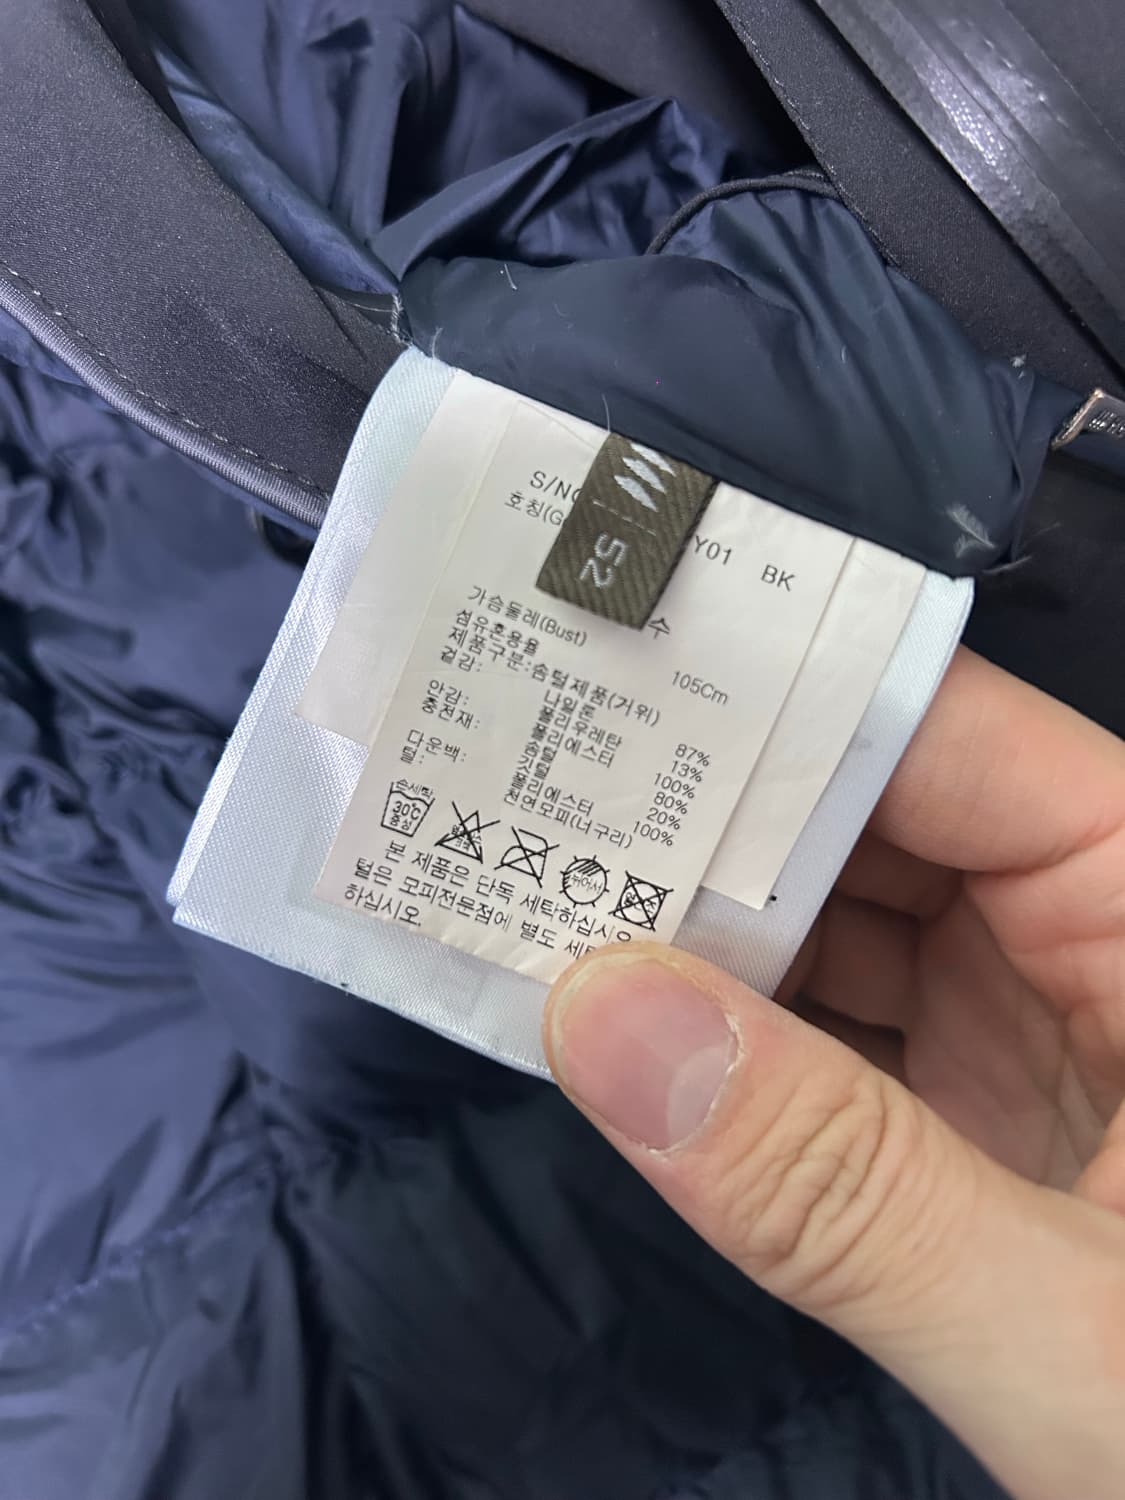 52
S/N
호칭(G
Y01 BK
수
가슴둘레(Bust) 105Cm
섬유혼용율
제품구분:솜털제품(거위)
겉감: 나일론 87%
폴리우레탄 13%
안감: 폴리에스터 100%
충전재: 솜털 80%
깃털 20%
다운백: 폴리에스터 100%
털: 천연모피(너구리)
손세탁
30℃
중성
뉘어서
본 제품은 단독 세탁하십시오
털은 모피전문점에 별도 세
하십시오.